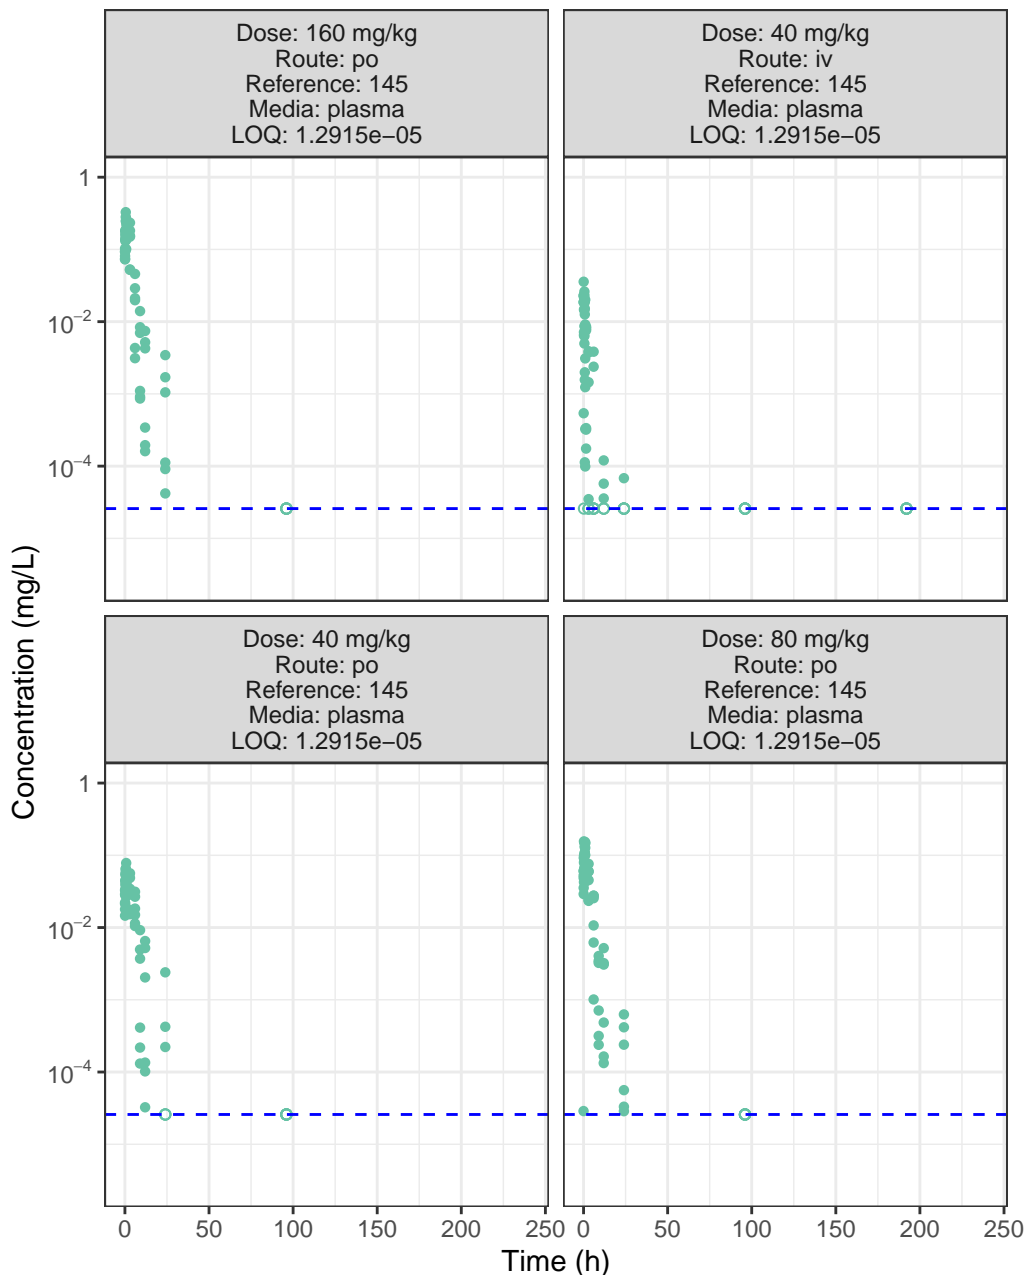 Dose: 160 mg/kg
Route: po
Reference: 145
Media: plasma
LOQ: 1.2915e−05
Dose: 40 mg/kg
Route: iv
Reference: 145
Media: plasma
LOQ: 1.2915e−05
1
10⁻²
10⁻⁴
Dose: 40 mg/kg
Route: po
Reference: 145
Media: plasma
LOQ: 1.2915e−05
Dose: 80 mg/kg
Route: po
Reference: 145
Media: plasma
LOQ: 1.2915e−05
1
10⁻²
10⁻⁴
Concentration (mg/L)
0 50 100 150 200 250
0 50 100 150 200 250
Time (h)